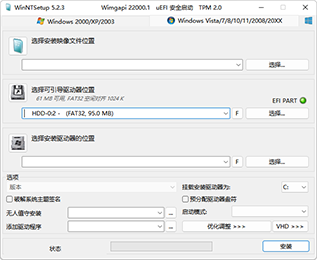 WinNTSetup 5.2.3 Wimgapi 22000.1 uEFI 安全启动 TPM 2.0
Windows 2000/XP/2003 Windows Vista/7/8/10/11/2008/20XX
选择安装映像文件位置
选择...
选择可引导驱动器位置
61 MB 可用, FAT32 空间对齐 1024 K
EFI PART
HDD-0:2 - (FAT32, 95.0 MB) F 选择...
选择安装驱动器的位置
F 选择...
选项
版本 挂载安装驱动器为: C:
破解系统主题签名 预分配驱动器盘符
无人值守安装 ... 启动模式:
添加驱动程序 ... 优化调整 >>> VHD >>>
状态 安装